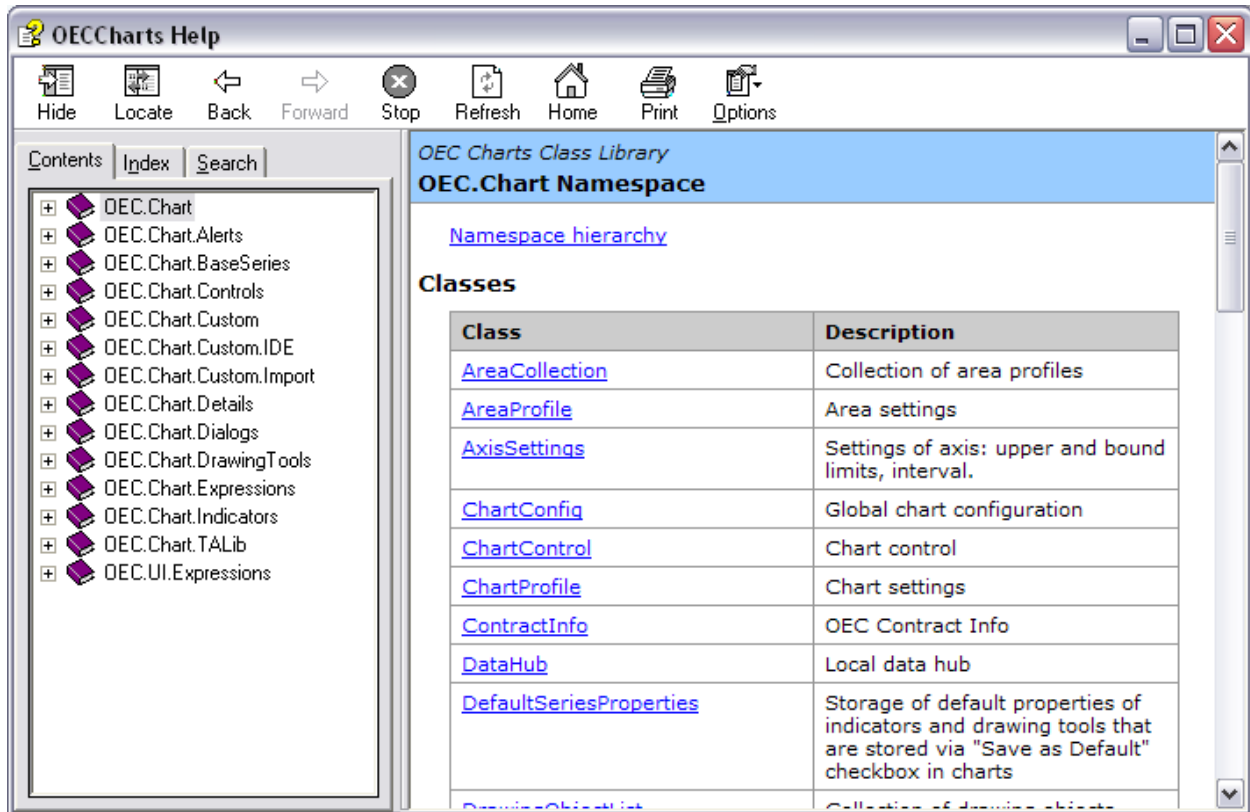 OECCharts Help
Hide Locate Back Forward Stop Refresh Home Print Options
Contents Index Search
OEC.Chart
OEC.Chart.Alerts
OEC.Chart.BaseSeries
OEC.Chart.Controls
OEC.Chart.Custom
OEC.Chart.Custom.IDE
OEC.Chart.Custom.Import
OEC.Chart.Details
OEC.Chart.Dialogs
OEC.Chart.DrawingTools
OEC.Chart.Expressions
OEC.Chart.Indicators
OEC.Chart.TALib
OEC.UI.Expressions
OEC Charts Class Library
OEC.Chart Namespace
Namespace hierarchy
Classes
Class Description
AreaCollection Collection of area profiles
AreaProfile Area settings
AxisSettings Settings of axis: upper and bound
limits, interval.
ChartConfig Global chart configuration
ChartControl Chart control
ChartProfile Chart settings
ContractInfo OEC Contract Info
DataHub Local data hub
DefaultSeriesProperties Storage of default properties of
indicators and drawing tools that
are stored via "Save as Default"
checkbox in charts
DrawingObjectList Collection of drawing objects